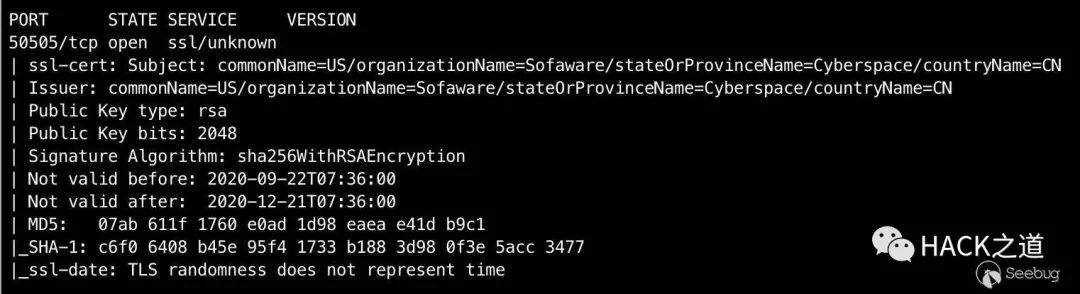 PORT      STATE SERVICE     VERSION
50505/tcp open  ssl/unknown
| ssl-cert: Subject: commonName=US/organizationName=Sofaware/stateOrProvinceName=Cyberspace/countryName=CN
| Issuer: commonName=US/organizationName=Sofaware/stateOrProvinceName=Cyberspace/countryName=CN
| Public Key type: rsa
| Public Key bits: 2048
| Signature Algorithm: sha256WithRSAEncryption
| Not valid before: 2020-09-22T07:36:00
| Not valid after:  2020-12-21T07:36:00
| MD5:   07ab 611f 1760 e0ad 1d98 eaea e41d b9c1
|_SHA-1: c6f0 6408 b45e 95f4 1733 b188 3d98 0f3e 5acc 3477
|_ssl-date: TLS randomness does not represent time
HACK之道
Seebug